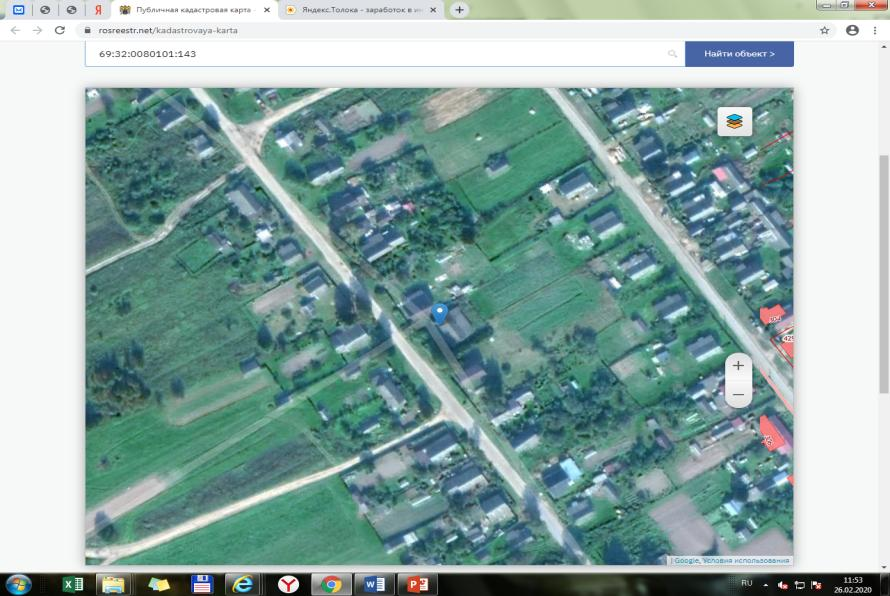 Я Публичная кадастровая карта - Яндекс.Толока - заработок в ин
rosreestr.net/kadastrovaya-karta
69:32:0080101:143
Найти объект >
Google, Условия использования
RU
11:53
26.02.2020